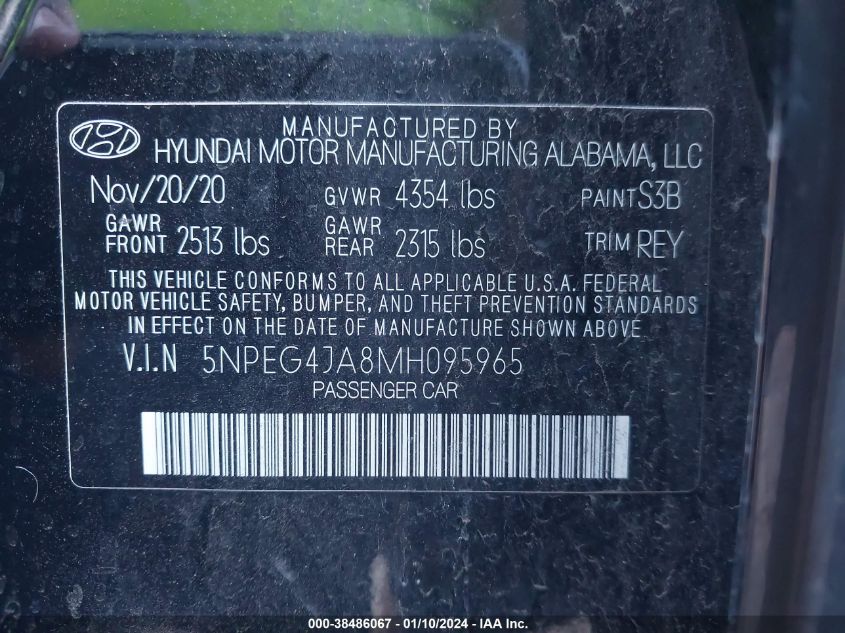 MANUFACTURED BY
HYUNDAI MOTOR MANUFACTURING ALABAMA, LLC
Nov/20/20 GVWR 4354 lbs PAINT S3B
GAWR FRONT 2513 lbs GAWR REAR 2315 lbs TRIM REY
THIS VEHICLE CONFORMS TO ALL APPLICABLE U.S.A. FEDERAL
MOTOR VEHICLE SAFETY, BUMPER, AND THEFT PREVENTION STANDARDS
IN EFFECT ON THE DATE OF MANUFACTURE SHOWN ABOVE.
V.I.N 5NPEG4JA8MH095965
PASSENGER CAR
000-38486067 - 01/10/2024 - IAA Inc.